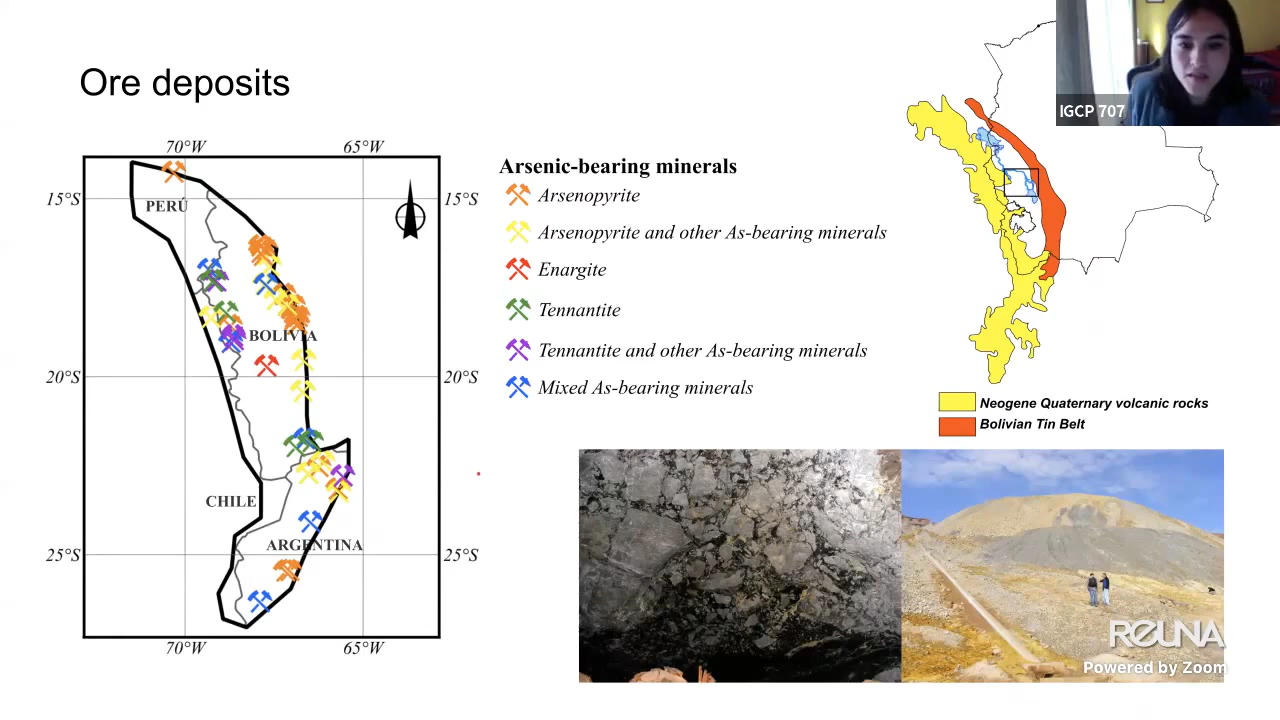 Ore deposits
IGCP 707
70°W
65°W
15°S
15°S
PERÚ
BOLIVIA
20°S
20°S
CHILE
ARGENTINA
25°S
25°S
70°W
65°W
Arsenic-bearing minerals
Arsenopyrite
Arsenopyrite and other As-bearing minerals
Enargite
Tennantite
Tennantite and other As-bearing minerals
Mixed As-bearing minerals
Neogene Quaternary volcanic rocks
Bolivian Tin Belt
REUNA
Powered by Zoom